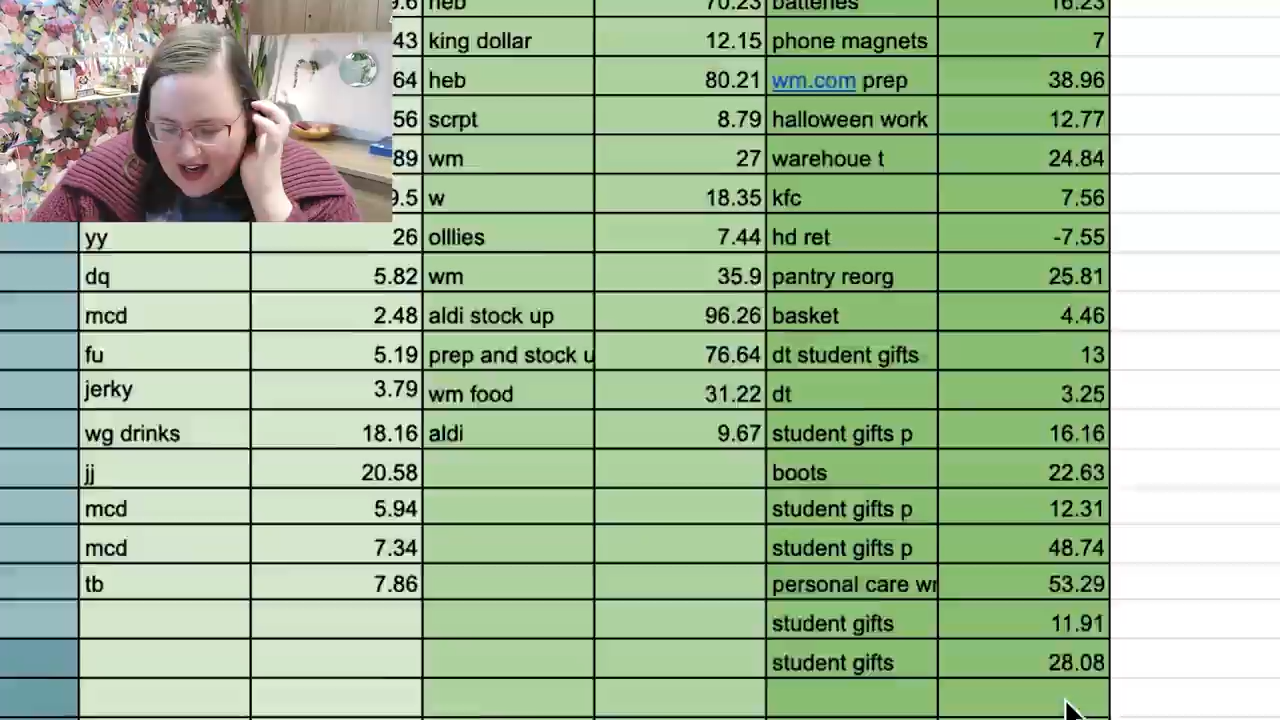 9.6 heb 70.23 batteries 16.23
43 king dollar 12.15 phone magnets 7
64 heb 80.21 wm.com prep 38.96
56 scrpt 8.79 halloween work 12.77
89 wm 27 warehoue t 24.84
9.5 w 18.35 kfc 7.56
yy 26 olllies 7.44 hd ret -7.55
dq 5.82 wm 35.9 pantry reorg 25.81
mcd 2.48 aldi stock up 96.26 basket 4.46
fu 5.19 prep and stock u 76.64 dt student gifts 13
jerky 3.79 wm food 31.22 dt 3.25
wg drinks 18.16 aldi 9.67 student gifts p 16.16
jj 20.58 boots 22.63
mcd 5.94 student gifts p 12.31
mcd 7.34 student gifts p 48.74
tb 7.86 personal care wr 53.29
student gifts 11.91
student gifts 28.08